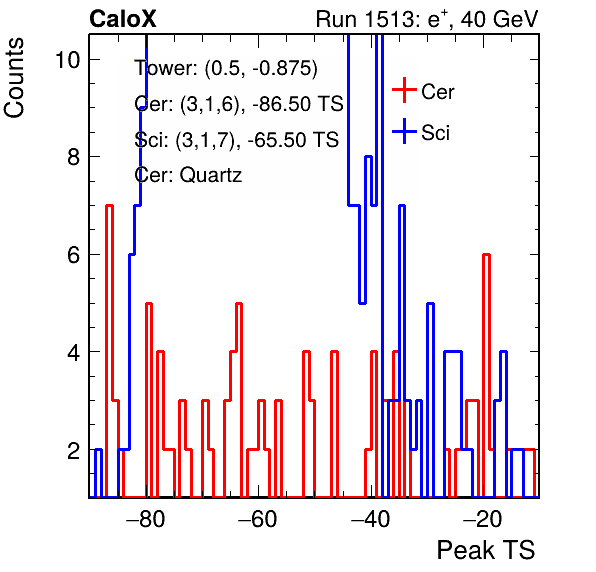 CaloX
Run 1513: e+, 40 GeV
Counts
Tower: (0.5, -0.875)
Cer: (3,1,6), -86.50 TS
Sci: (3,1,7), -65.50 TS
Cer: Quartz
Cer
Sci
10
8
6
4
2
−80 −60 −40 −20
Peak TS